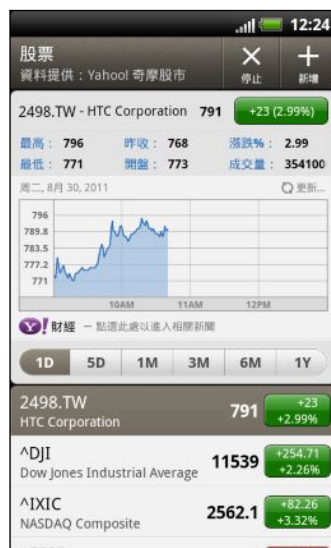 12:24
股票
資料提供：Yahoo! 奇摩股市
停止
新增
2498.TW - HTC Corporation 791 +23 (2.99%)
最高： 796 昨收： 768 漲跌%： 2.99
最低： 771 開盤： 773 成交量： 354100
周二, 8月 30, 2011 更新...
796
789.8
783.5
777.2
771
10AM 11AM 12PM
Y! 財經 － 點選此處以進入相關新聞
1D 5D 1M 3M 6M 1Y
2498.TW 791 +23
HTC Corporation +2.99%
^DJI 11539 +254.71
Dow Jones Industrial Average +2.26%
^IXIC 2562.1 +82.26
NASDAQ Composite +3.32%